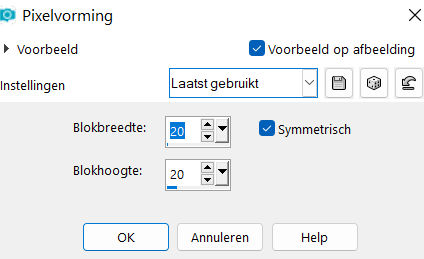 Pixelvorming
Voorbeeld
Voorbeeld op afbeelding
Instellingen
Laatst gebruikt
Blokbreedte:
20
Symmetrisch
Blokhoogte:
20
OK
Annuleren
Help